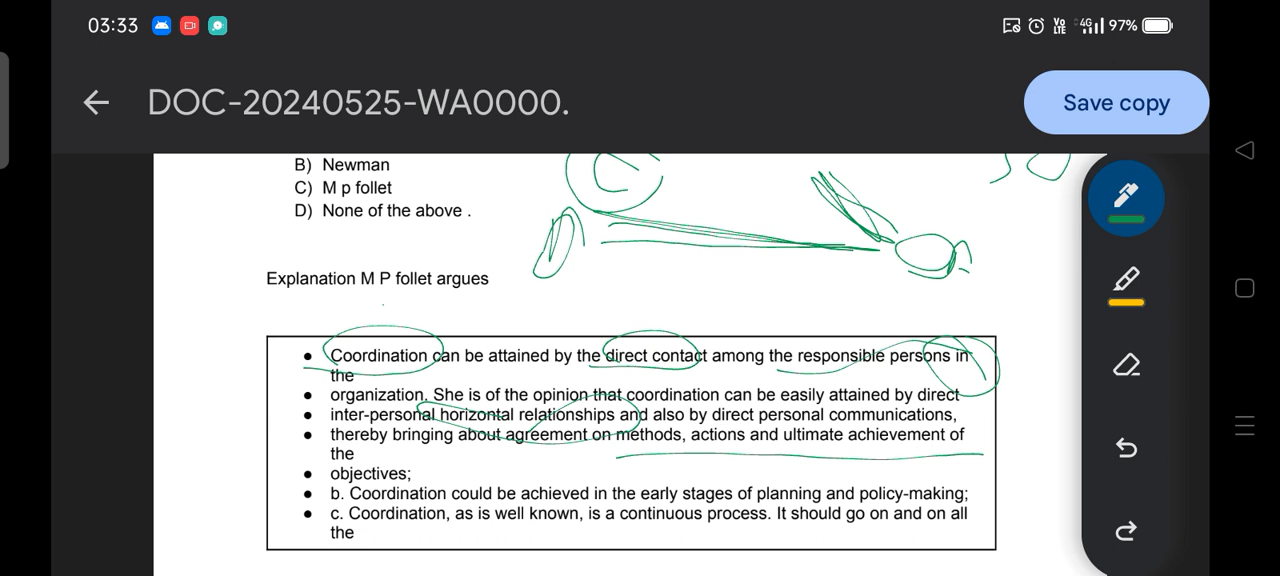 03:33
Vo LTE 4G 97%
DOC-20240525-WA0000.
Save copy
B) Newman
C) M p follet
D) None of the above .
Explanation M P follet argues
● Coordination can be attained by the direct contact among the responsible persons in
the
● organization. She is of the opinion that coordination can be easily attained by direct
● inter-personal horizontal relationships and also by direct personal communications,
● thereby bringing about agreement on methods, actions and ultimate achievement of
the
● objectives;
● b. Coordination could be achieved in the early stages of planning and policy-making;
● c. Coordination, as is well known, is a continuous process. It should go on and on all
the